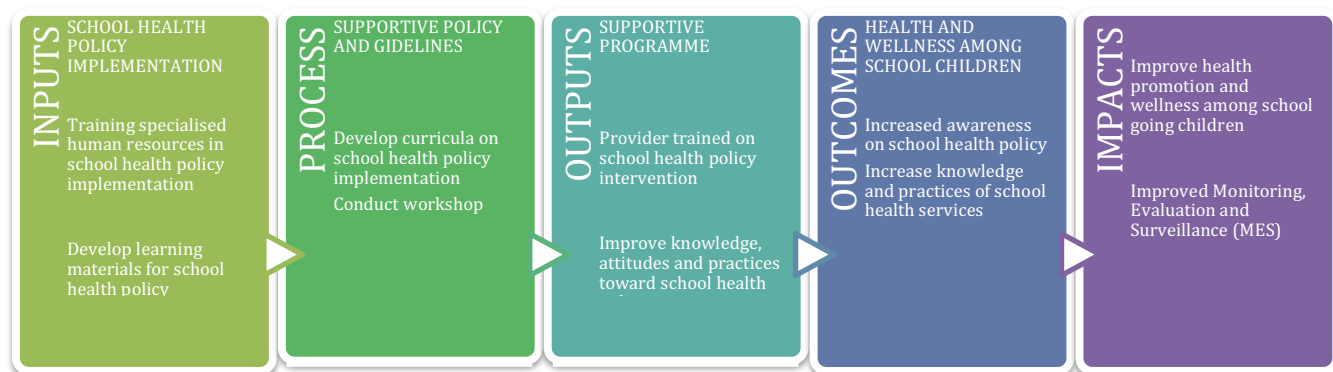 INPUTS
SCHOOL HEALTH
POLICY
IMPLEMENTATION
Training specialised
human resources in
school health policy
implementation
Develop learning
materials for school
health policy
PROCESS
SUPPORTIVE POLICY
AND GIDELINES
Develop curricula on
school health policy
implementation
Conduct workshop
OUTPUTS
SUPPORTIVE
PROGRAMME
Provider trained on
school health policy
intervention
Improve knowledge,
attitudes and practices
toward school health
OUTCOMES
HEALTH AND
WELLNESS AMONG
SCHOOL CHILDREN
Increased awareness
on school health policy
Increase knowledge
and practices of school
health services
IMPACTS
Improve health
promotion and
wellness among school
going children
Improved Monitoring,
Evaluation and
Surveillance (MES)